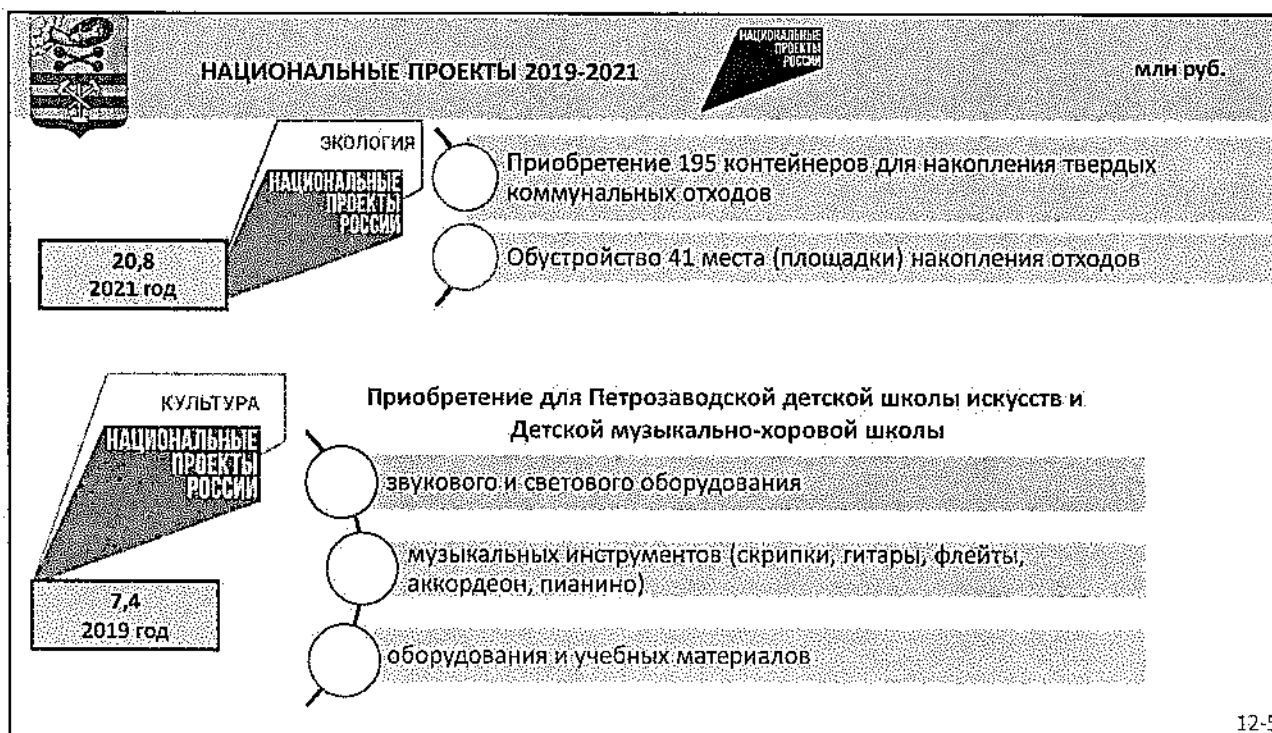 НАЦИОНАЛЬНЫЕ ПРОЕКТЫ 2019-2021
НАЦИОНАЛЬНЫЕ
ПРОЕКТЫ
РОССИИ
млн руб.
ЭКОЛОГИЯ
НАЦИОНАЛЬНЫЕ
ПРОЕКТЫ
РОССИИ
20,8
2021 год
Приобретение 195 контейнеров для накопления твердых
коммунальных отходов
Обустройство 41 места (площадки) накопления отходов
КУЛЬТУРА
НАЦИОНАЛЬНЫЕ
ПРОЕКТЫ
РОССИИ
7,4
2019 год
Приобретение для Петрозаводской детской школы искусств и
Детской музыкально-хоровой школы
звукового и светового оборудования
музыкальных инструментов (скрипки, гитары, флейты,
аккордеон, пианино)
оборудования и учебных материалов
12-5